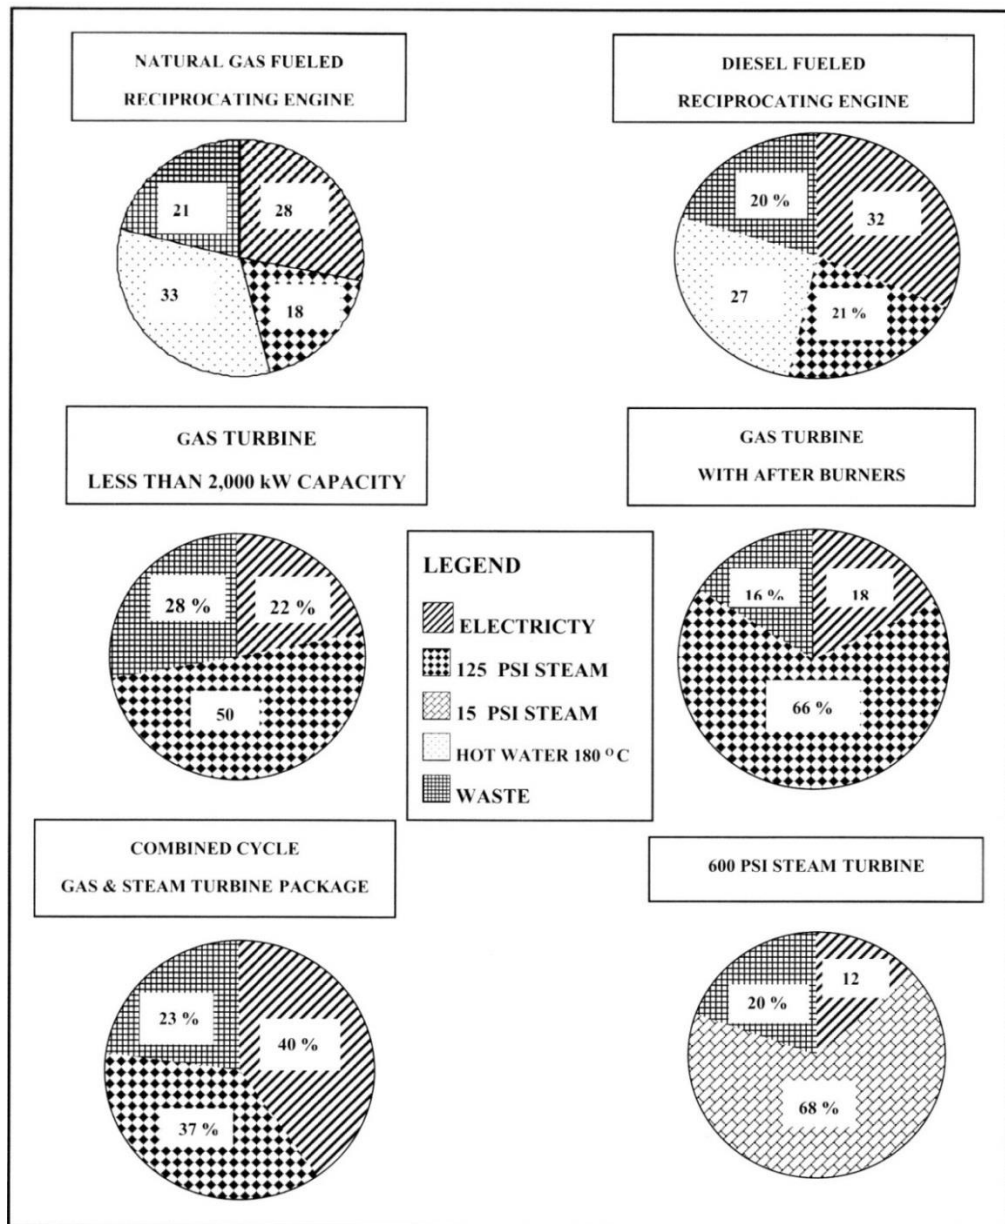 NATURAL GAS FUELED
RECIPROCATING ENGINE
21
28
33
18
DIESEL FUELED
RECIPROCATING ENGINE
20 %
32
27
21 %
GAS TURBINE
LESS THAN 2,000 kW CAPACITY
28 %
22 %
50
GAS TURBINE
WITH AFTER BURNERS
16 %
18
66 %
LEGEND
ELECTRICTY
125 PSI STEAM
15 PSI STEAM
HOT WATER 180 ᴼ C
WASTE
COMBINED CYCLE
GAS & STEAM TURBINE PACKAGE
23 %
40 %
37 %
600 PSI STEAM TURBINE
12
20 %
68 %